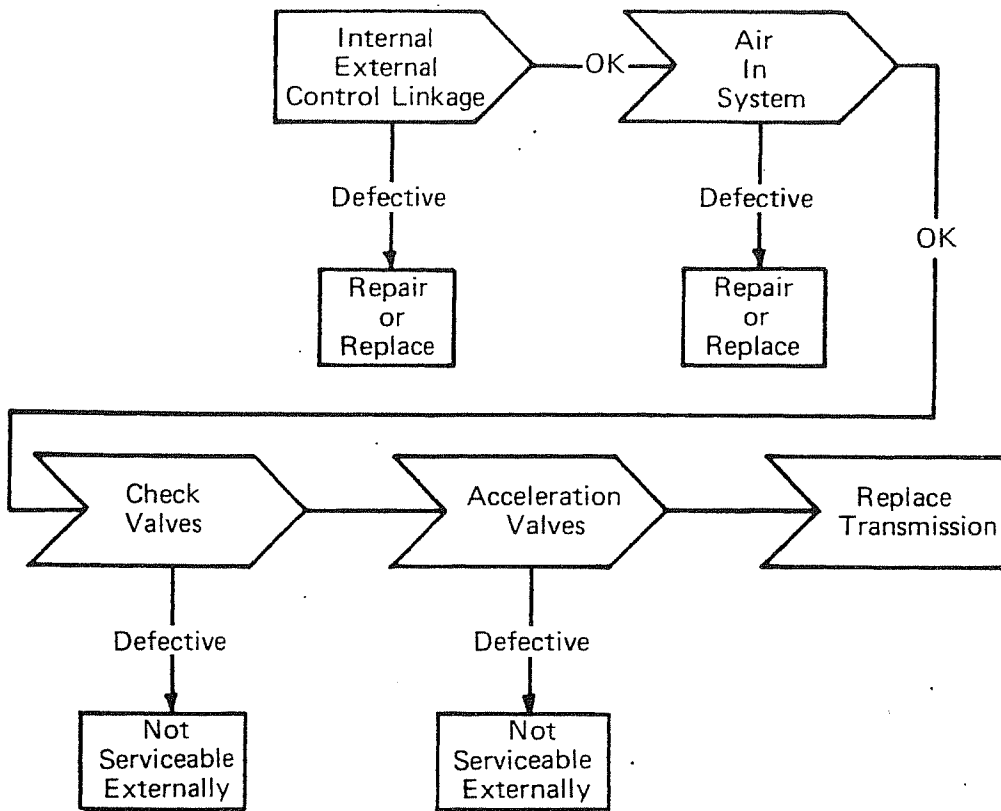 Internal
External
Control Linkage
OK
Air
In
System
Defective
Defective
OK
Repair
or
Replace
Repair
or
Replace
Check
Valves
Acceleration
Valves
Replace
Transmission
Defective
Defective
Not
Serviceable
Externally
Not
Serviceable
Externally